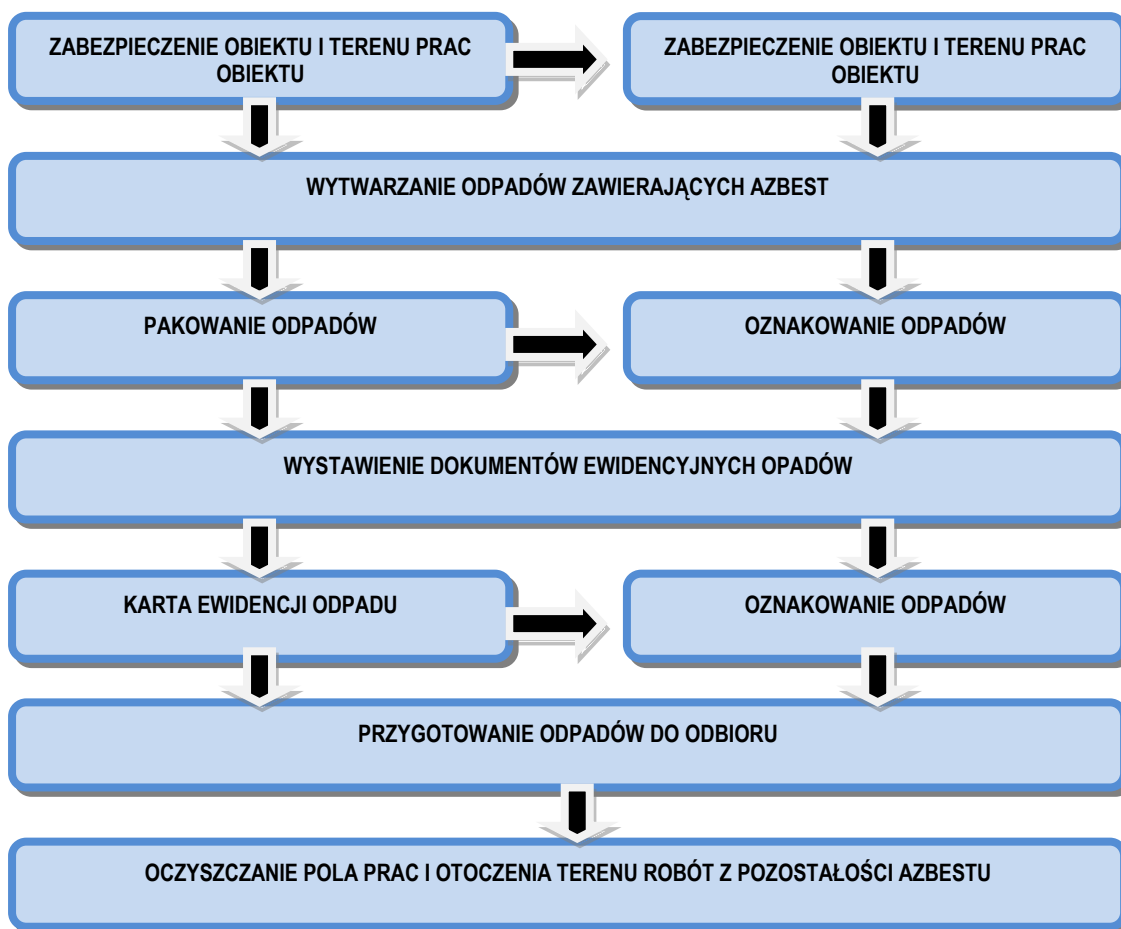 ZABEZPIECZENIE OBIEKTU I TERENU PRAC
OBIEKTU
ZABEZPIECZENIE OBIEKTU I TERENU PRAC
OBIEKTU
WYTWARZANIE ODPADÓW ZAWIERAJĄCYCH AZBEST
PAKOWANIE ODPADÓW
OZNAKOWANIE ODPADÓW
WYSTAWIENIE DOKUMENTÓW EWIDENCYJNYCH OPADÓW
KARTA EWIDENCJI ODPADU
OZNAKOWANIE ODPADÓW
PRZYGOTOWANIE ODPADÓW DO ODBIORU
OCZYSZCZANIE POLA PRAC I OTOCZENIA TERENU ROBÓT Z POZOSTAŁOŚCI AZBESTU